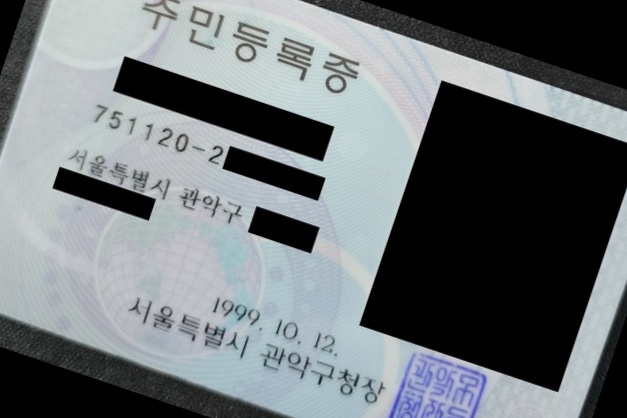 주민등록증
751120-2
서울특별시 관악구
1999. 10. 12.
서울특별시 관악구청장